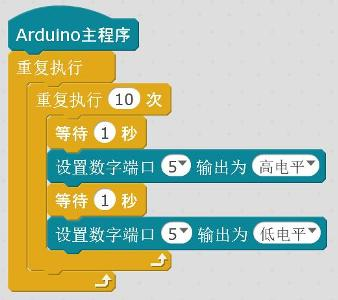 Arduino主程序
重复执行
重复执行 10 次
等待 1 秒
设置数字端口 5 输出为 高电平
等待 1 秒
设置数字端口 5 输出为 低电平